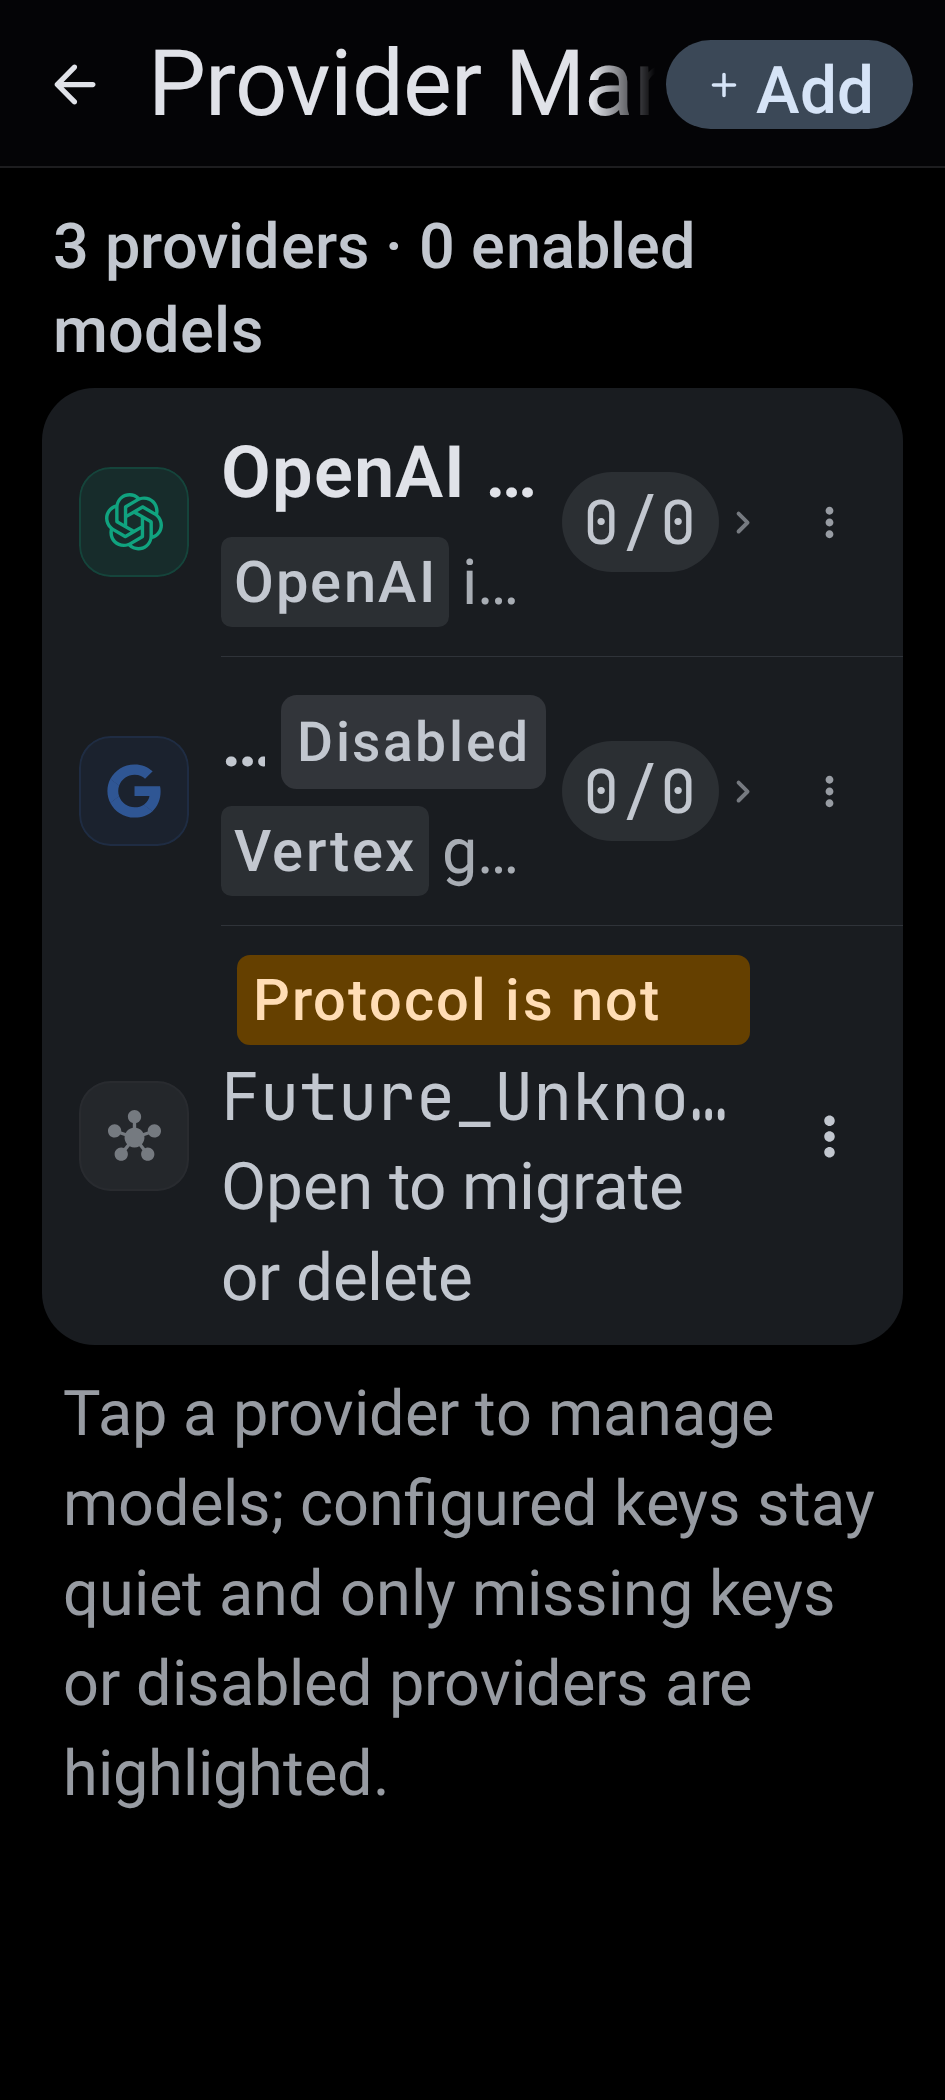 Provider Mar
+ Add
3 providers · 0 enabled
models
OpenAI ...
0/0
OpenAI i...
... Disabled
0/0
Vertex g...
Protocol is not
Future_Unkno...
Open to migrate
or delete
Tap a provider to manage
models; configured keys stay
quiet and only missing keys
or disabled providers are
highlighted.